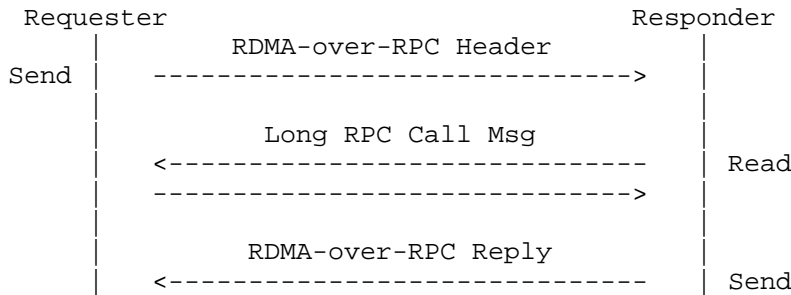 Requester Responder
RDMA-over-RPC Header
Send ------------------------------>
Long RPC Call Msg
<------------------------------ Read
------------------------------>
RDMA-over-RPC Reply
<------------------------------ Send